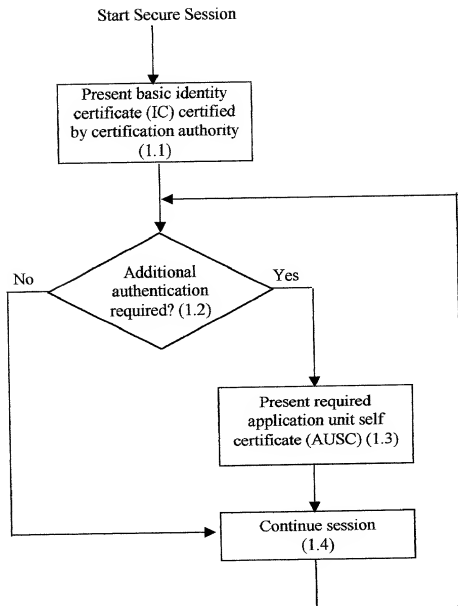 Start Secure Session
Present basic identity
certificate (IC) certified
by certification authority
(1.1)
No
Additional
authentication
required? (1.2)
Yes
Present required
application unit self
certificate (AUSC) (1.3)
Continue session
(1.4)